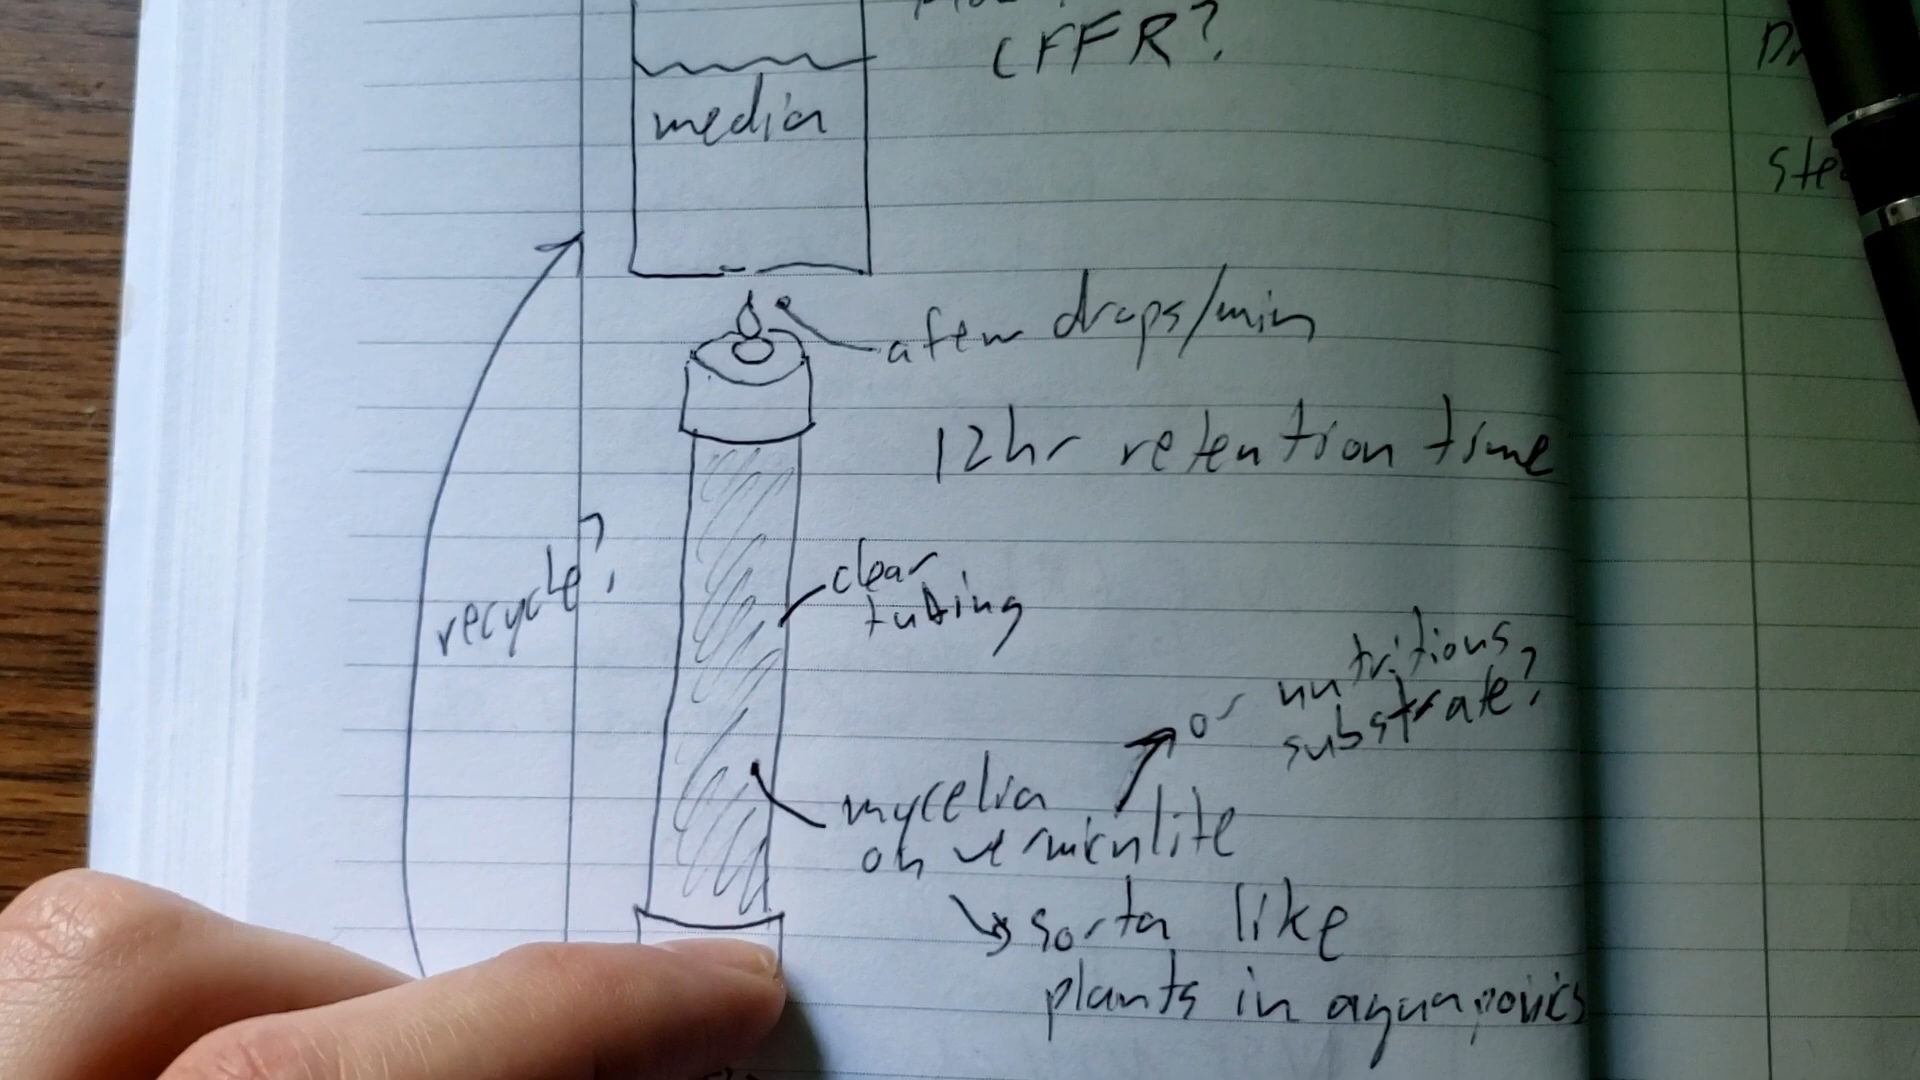 CFFR?
media
a few drops/min
12hr retention time
recycle?
clear
tubing
or nutritious
substrate?
mycelia
on vermiculite
sorta like
plants in aquaponics